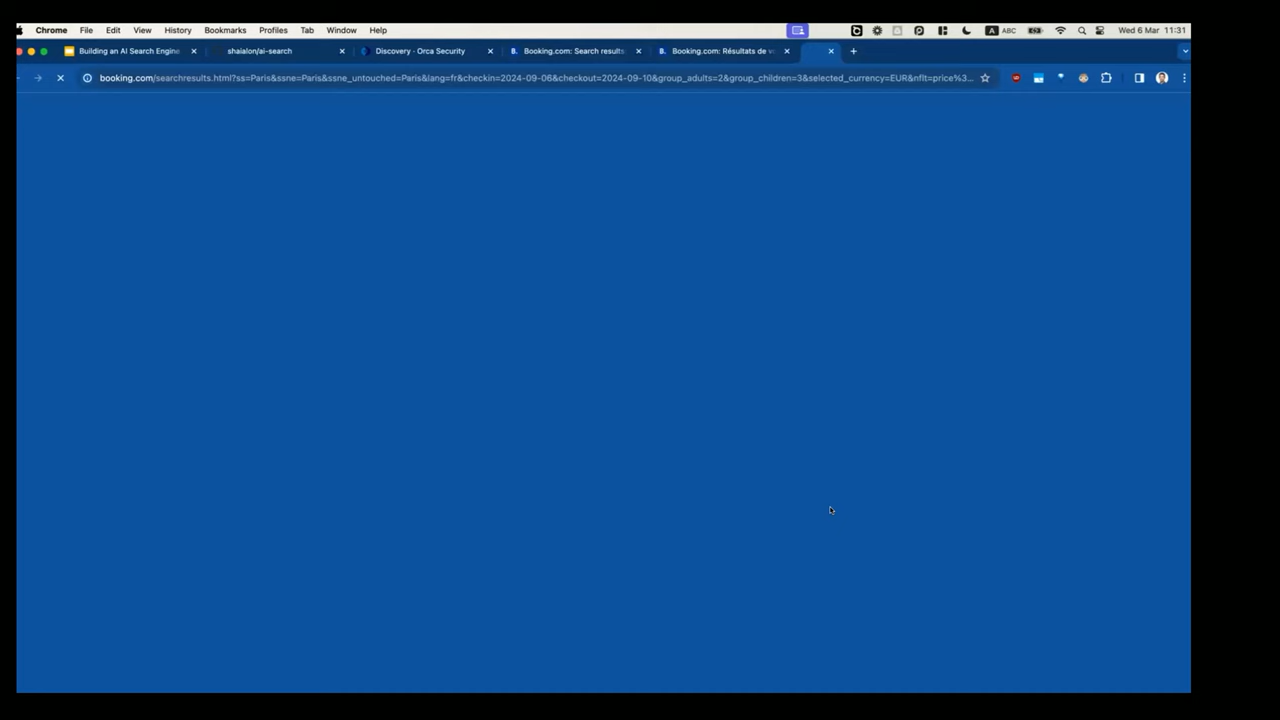 Chrome File Edit View History Bookmarks Profiles Tab Window Help A ABC Wed 6 Mar 11:31
Building an AI Search Engine shaialon/ai-search Discovery - Orca Security Booking.com: Search results Booking.com: Résultats de vo
booking.com/searchresults.html?ss=Paris&ssne=Paris&ssne_untouched=Paris&lang=fr&checkin=2024-09-06&checkout=2024-09-10&group_adults=2&group_children=3&selected_currency=EUR&nflt=price%3...